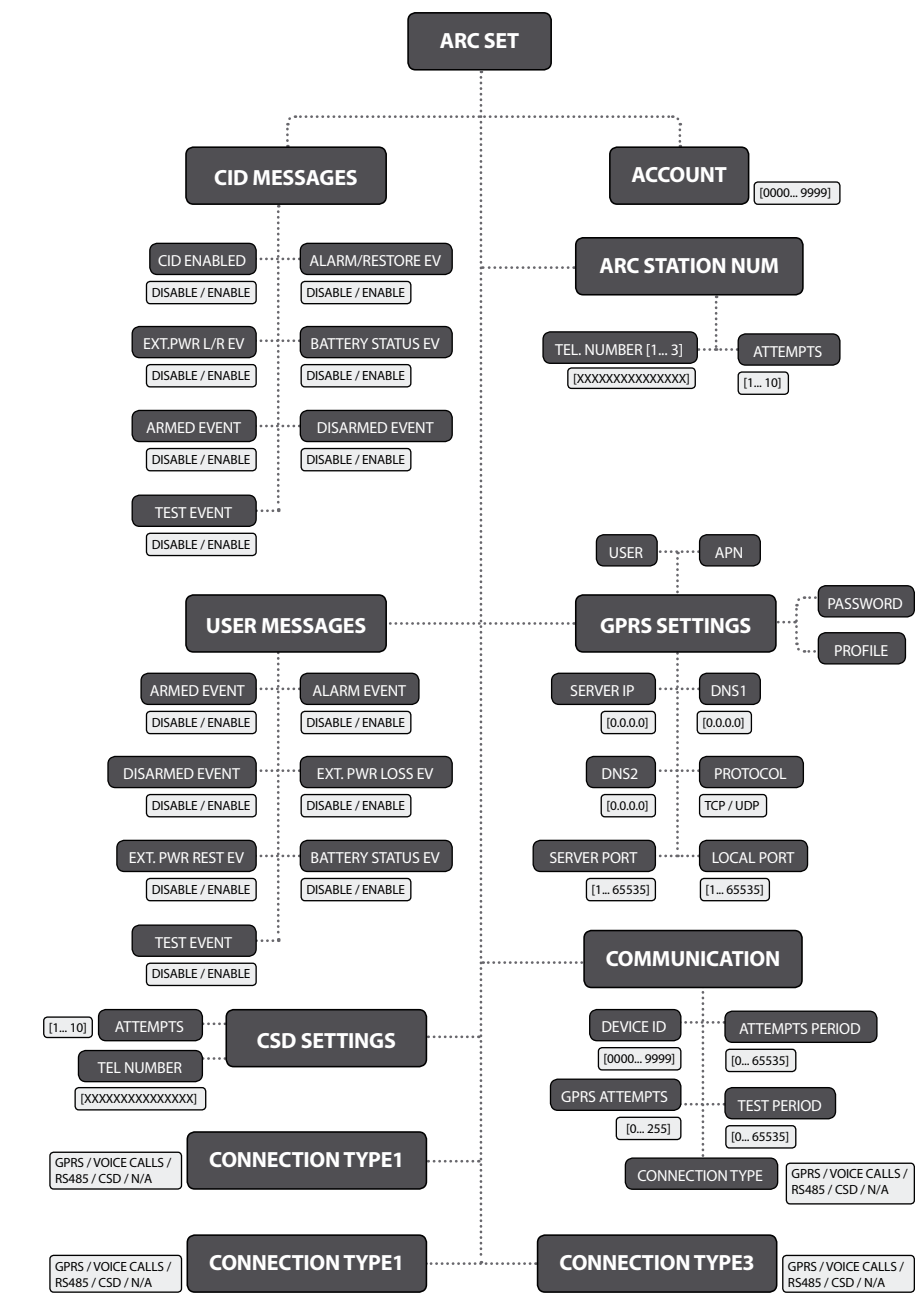 ARC SET
CID MESSAGES
ACCOUNT
[0000... 9999]
CID ENABLED
DISABLE / ENABLE
ALARM/RESTORE EV
DISABLE / ENABLE
EXT.PWR L/R EV
DISABLE / ENABLE
BATTERY STATUS EV
DISABLE / ENABLE
ARMED EVENT
DISABLE / ENABLE
DISARMED EVENT
DISABLE / ENABLE
TEST EVENT
DISABLE / ENABLE
ARC STATION NUM
TEL. NUMBER [1... 3]
[XXXXXXXXXXXXXXX]
ATTEMPTS
[1... 10]
USER MESSAGES
ARMED EVENT
DISABLE / ENABLE
ALARM EVENT
DISABLE / ENABLE
DISARMED EVENT
DISABLE / ENABLE
EXT. PWR LOSS EV
DISABLE / ENABLE
EXT. PWR REST EV
DISABLE / ENABLE
BATTERY STATUS EV
DISABLE / ENABLE
TEST EVENT
DISABLE / ENABLE
USER
APN
GPRS SETTINGS
PASSWORD
PROFILE
SERVER IP
[0.0.0.0]
DNS1
[0.0.0.0]
DNS2
[0.0.0.0]
PROTOCOL
TCP / UDP
SERVER PORT
[1... 65535]
LOCAL PORT
[1... 65535]
COMMUNICATION
DEVICE ID
[0000... 9999]
ATTEMPTS PERIOD
[0... 65535]
GPRS ATTEMPTS
[0... 255]
TEST PERIOD
[0... 65535]
CONNECTION TYPE
GPRS / VOICE CALLS /
RS485 / CSD / N/A
CSD SETTINGS
[1... 10]
ATTEMPTS
TEL NUMBER
[XXXXXXXXXXXXXXX]
CONNECTION TYPE1
GPRS / VOICE CALLS /
RS485 / CSD / N/A
CONNECTION TYPE1
GPRS / VOICE CALLS /
RS485 / CSD / N/A
CONNECTION TYPE3
GPRS / VOICE CALLS /
RS485 / CSD / N/A